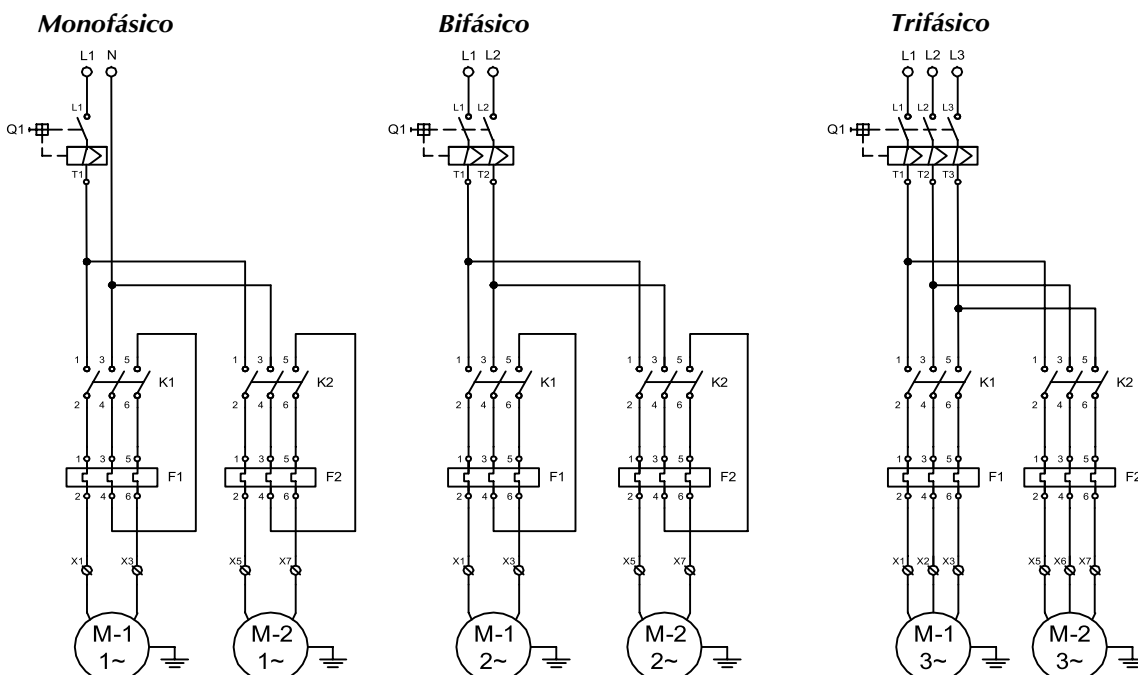 Monofásico Bifásico Trifásico
L1 N L1 L2 L1 L2 L3
L1 L1 L2 L1 L2 L3
Q1 Q1 Q1
T1 T1 T2 T1 T2 T3
1 3 5 1 3 5 1 3 5 1 3 5 1 3 5 1 3 5
K1 K2 K1 K2 K1 K2
2 4 6 2 4 6 2 4 6 2 4 6 2 4 6 2 4 6
1 3 5 1 3 5 1 3 5 1 3 5 1 3 5 1 3 5
F1 F2 F1 F2 F1 F2
2 4 6 2 4 6 2 4 6 2 4 6 2 4 6 2 4 6
X1 X3 X5 X7 X1 X3 X5 X7 X1 X2 X3 X5 X6 X7
M-1 M-2 M-1 M-2 M-1 M-2
1~ 1~ 2~ 2~ 3~ 3~